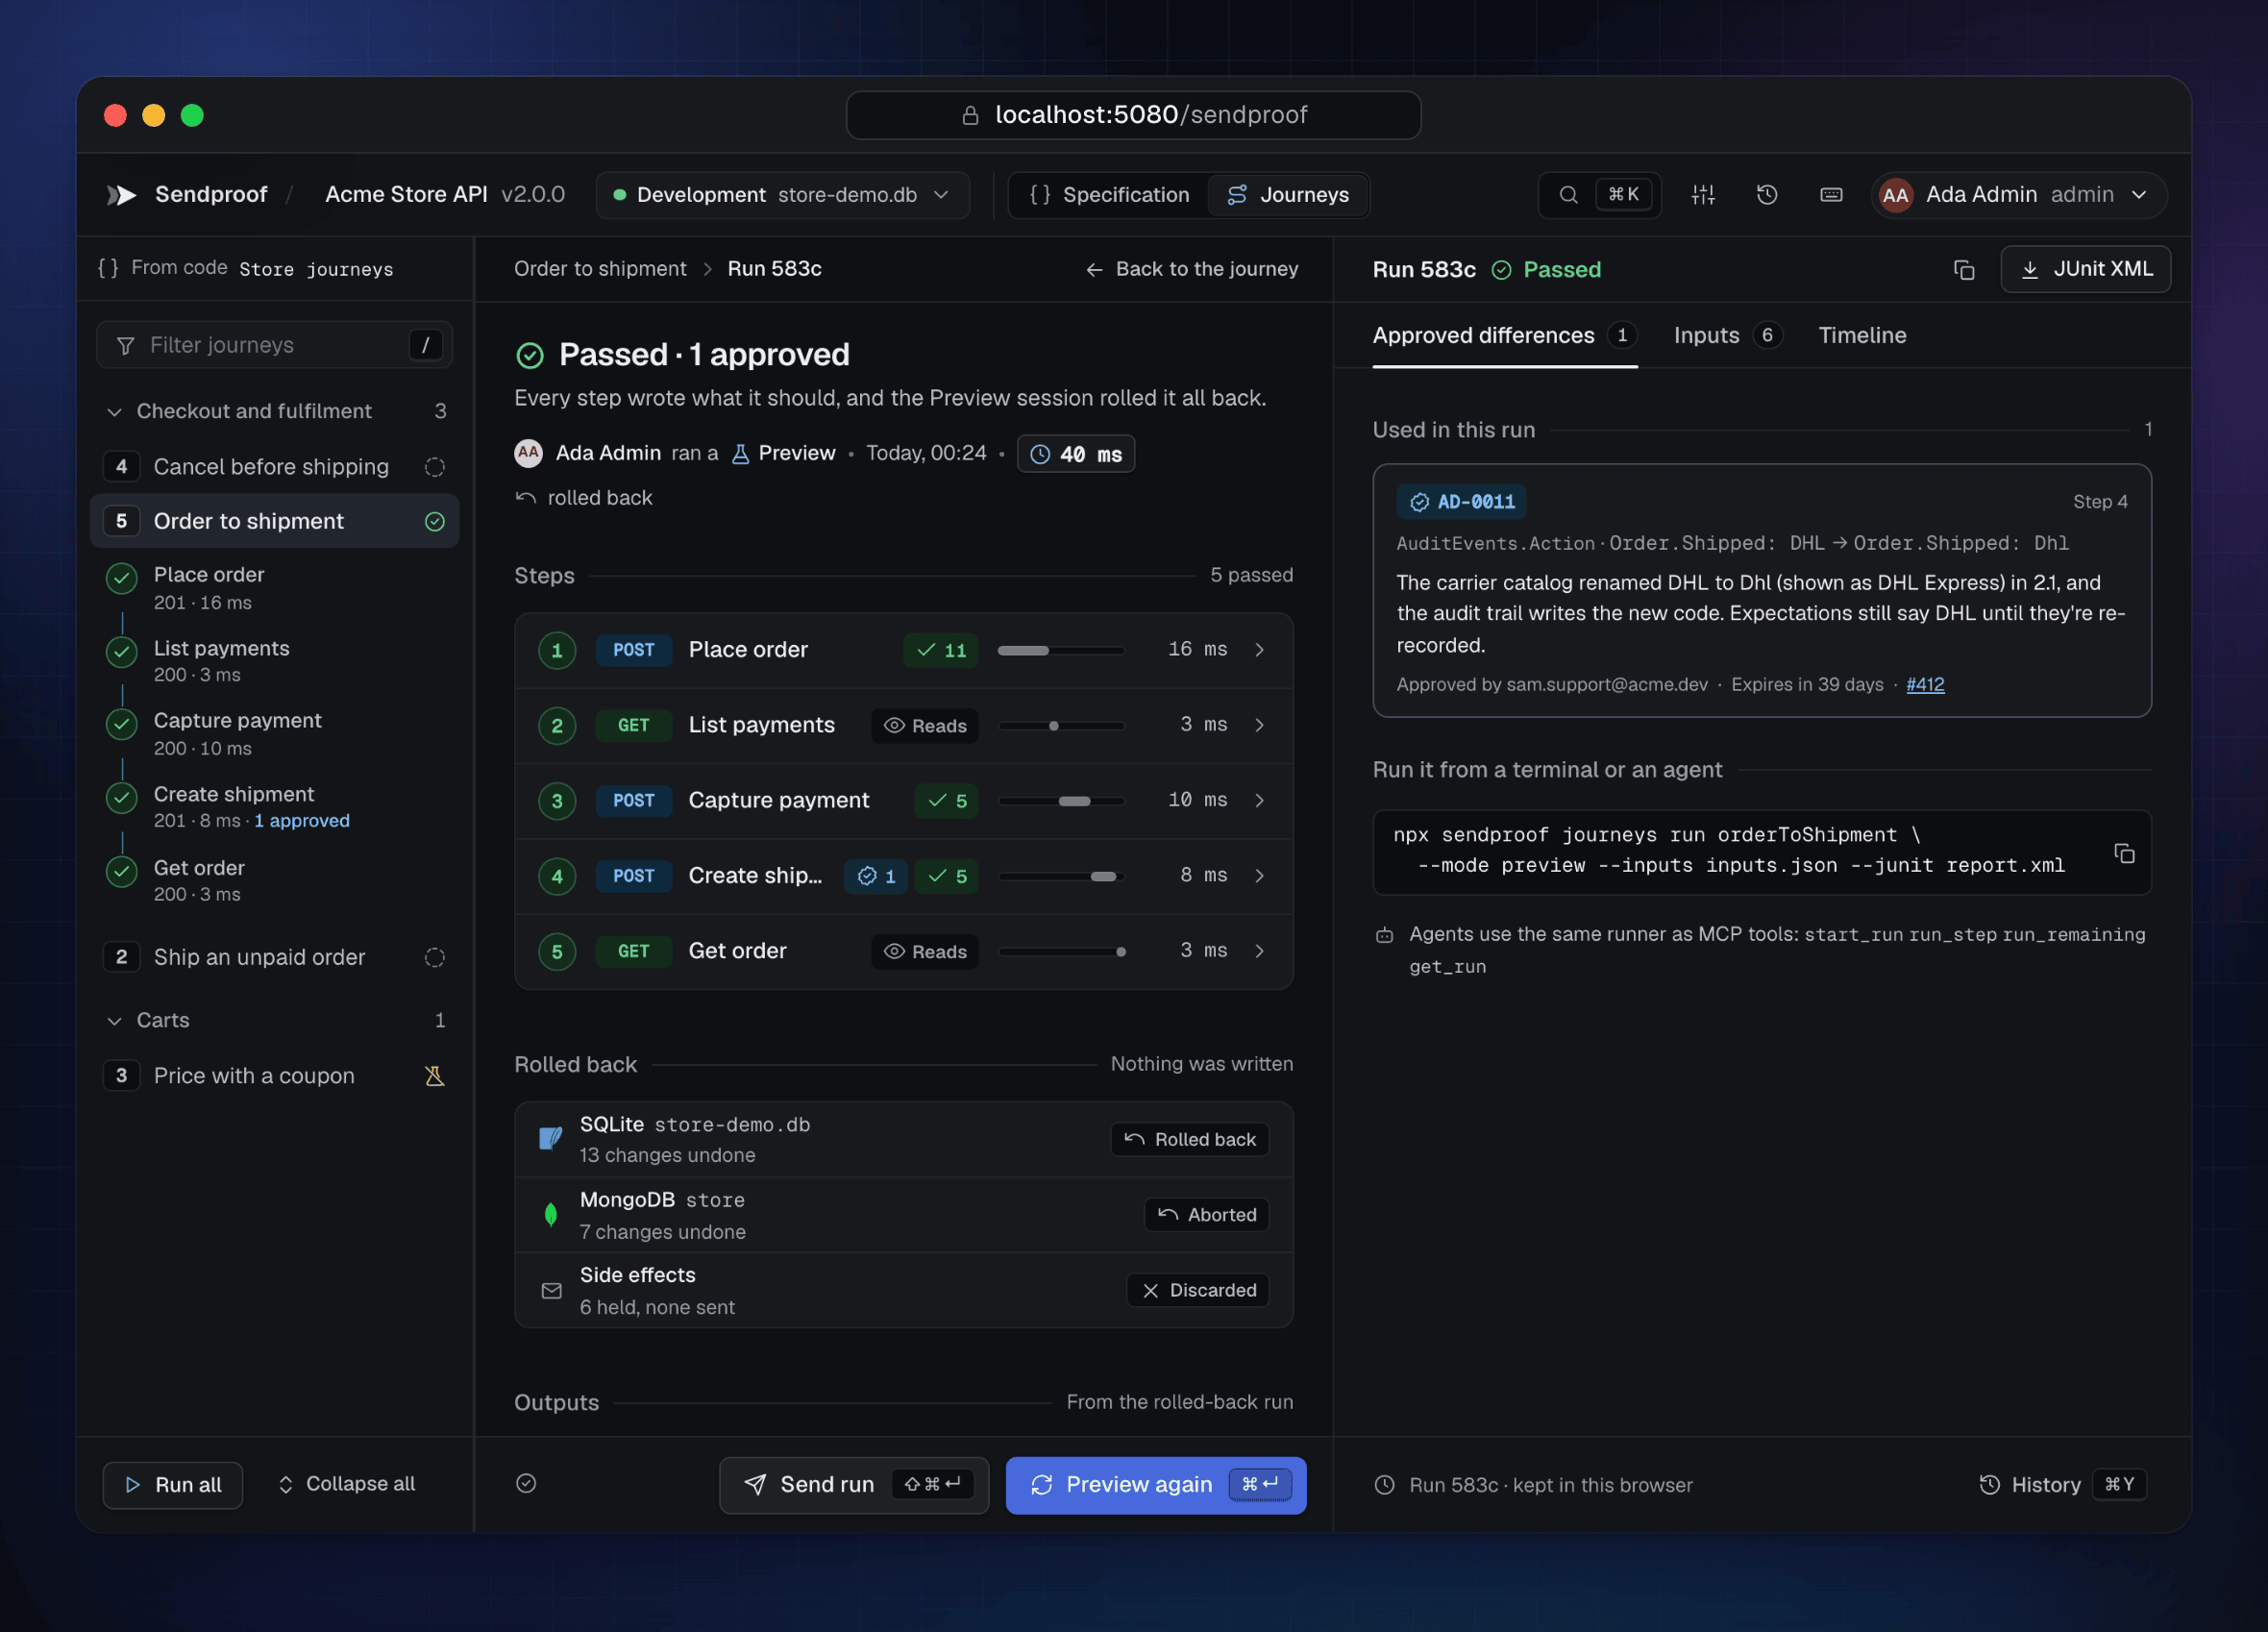 localhost:5080/sendproof
Sendproof / Acme Store API v2.0.0
Development store-demo.db
{ } Specification
Journeys
⌘K
AA Ada Admin admin
{ } From code Store journeys
Filter journeys /
Checkout and fulfilment 3
4 Cancel before shipping
5 Order to shipment
Place order
201 · 16 ms
List payments
200 · 3 ms
Capture payment
200 · 10 ms
Create shipment
201 · 8 ms · 1 approved
Get order
200 · 3 ms
2 Ship an unpaid order
Carts 1
3 Price with a coupon
Run all
Collapse all
Order to shipment > Run 583c
← Back to the journey
Passed · 1 approved
Every step wrote what it should, and the Preview session rolled it all back.
AA Ada Admin ran a Preview • Today, 00:24 • 40 ms
rolled back
Steps 5 passed
1 POST Place order 11 16 ms
2 GET List payments Reads 3 ms
3 POST Capture payment 5 10 ms
4 POST Create ship... 1 5 8 ms
5 GET Get order Reads 3 ms
Rolled back Nothing was written
SQLite store-demo.db
13 changes undone
Rolled back
MongoDB store
7 changes undone
Aborted
Side effects
6 held, none sent
Discarded
Outputs From the rolled-back run
Send run ⇧⌘↵
Preview again ⌘↵
Run 583c Passed
JUnit XML
Approved differences 1
Inputs 6
Timeline
Used in this run 1
AD-0011 Step 4
AuditEvents.Action · Order.Shipped: DHL → Order.Shipped: Dhl
The carrier catalog renamed DHL to Dhl (shown as DHL Express) in 2.1, and
the audit trail writes the new code. Expectations still say DHL until they're re-
recorded.
Approved by sam.support@acme.dev · Expires in 39 days · #412
Run it from a terminal or an agent
npx sendproof journeys run orderToShipment \
--mode preview --inputs inputs.json --junit report.xml
Agents use the same runner as MCP tools: start_run run_step run_remaining
get_run
Run 583c · kept in this browser
History ⌘Y